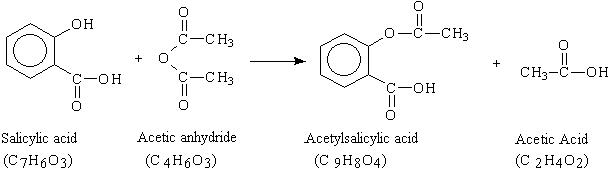 OH
C—OH
O
+
O
C—CH3
O
C—CH3
O
O
O—C—CH3
C—OH
O
+
O
CH3—C—OH
Salicylic acid
(C7H6O3)
Acetic anhydride
(C4H6O3)
Acetylsalicylic acid
(C9H8O4)
Acetic Acid
(C2H4O2)